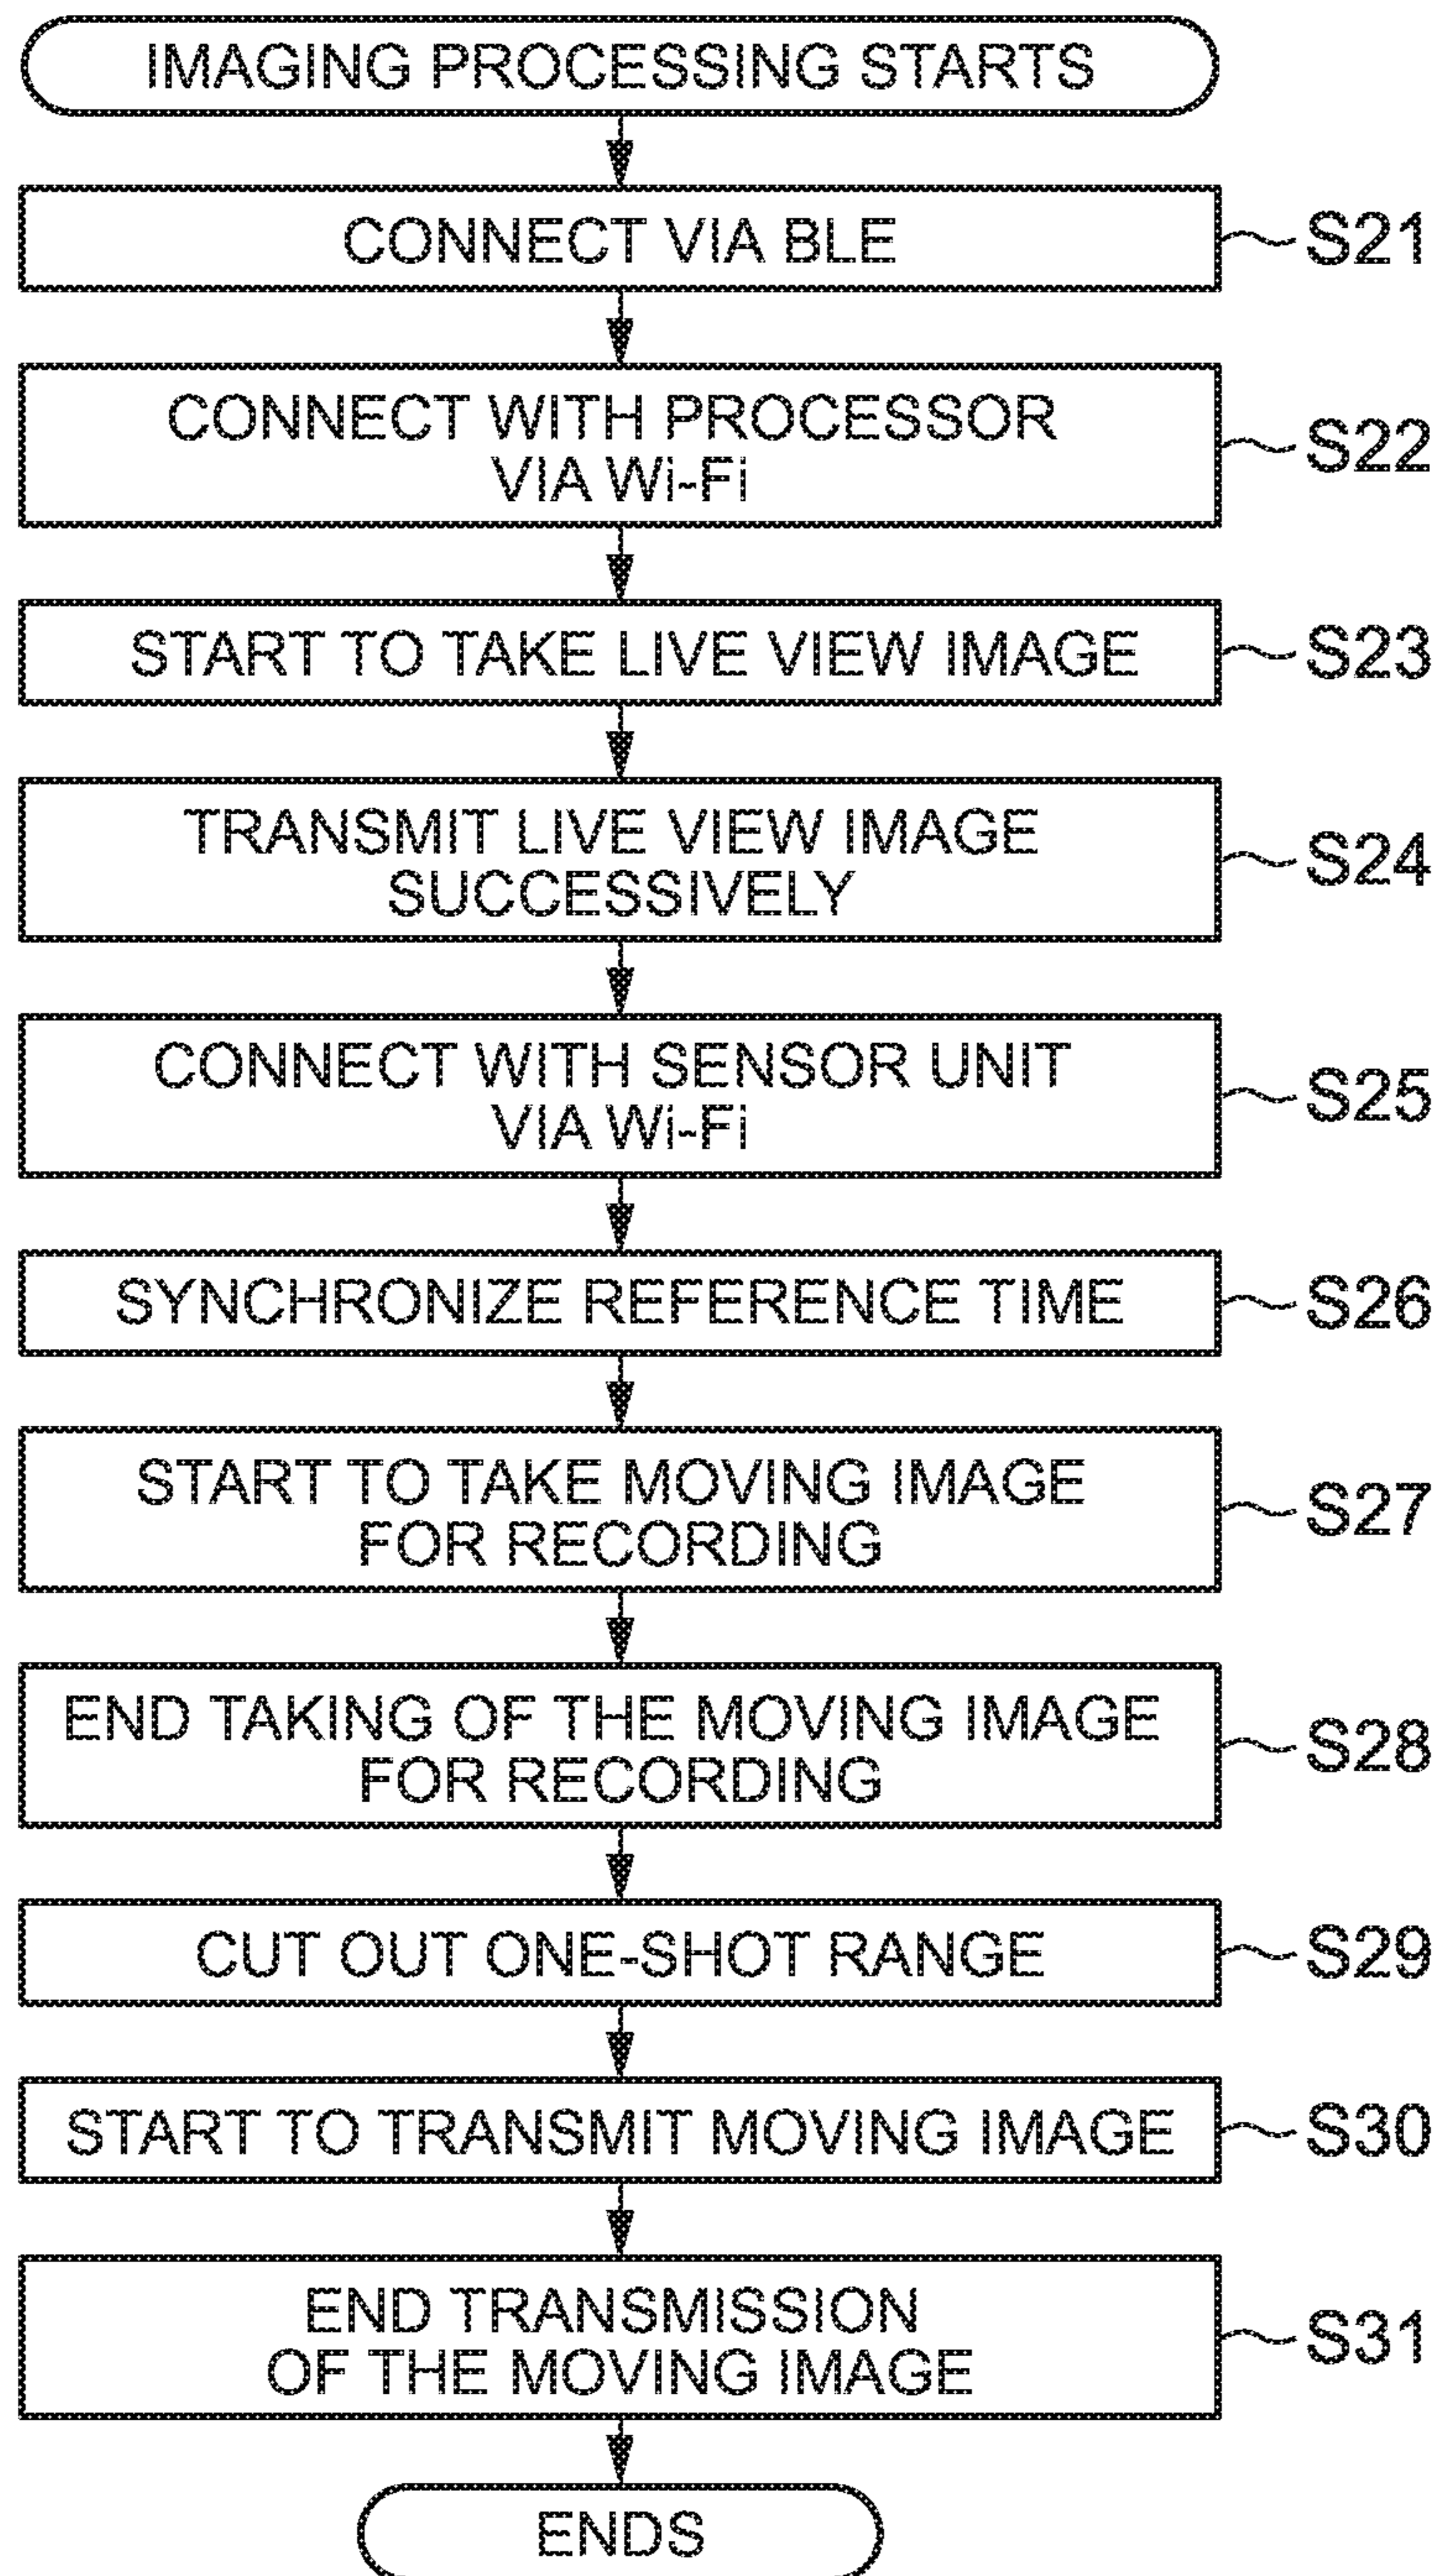 IMAGING PROCESSING STARTS
CONNECT VIA BLE
S21
CONNECT WITH PROCESSOR
VIA Wi-Fi
S22
START TO TAKE LIVE VIEW IMAGE
S23
TRANSMIT LIVE VIEW IMAGE
SUCCESSIVELY
S24
CONNECT WITH SENSOR UNIT
VIA Wi-Fi
S25
SYNCHRONIZE REFERENCE TIME
S26
START TO TAKE MOVING IMAGE
FOR RECORDING
S27
END TAKING OF THE MOVING IMAGE
FOR RECORDING
S28
CUT OUT ONE-SHOT RANGE
S29
START TO TRANSMIT MOVING IMAGE
S30
END TRANSMISSION
OF THE MOVING IMAGE
S31
ENDS